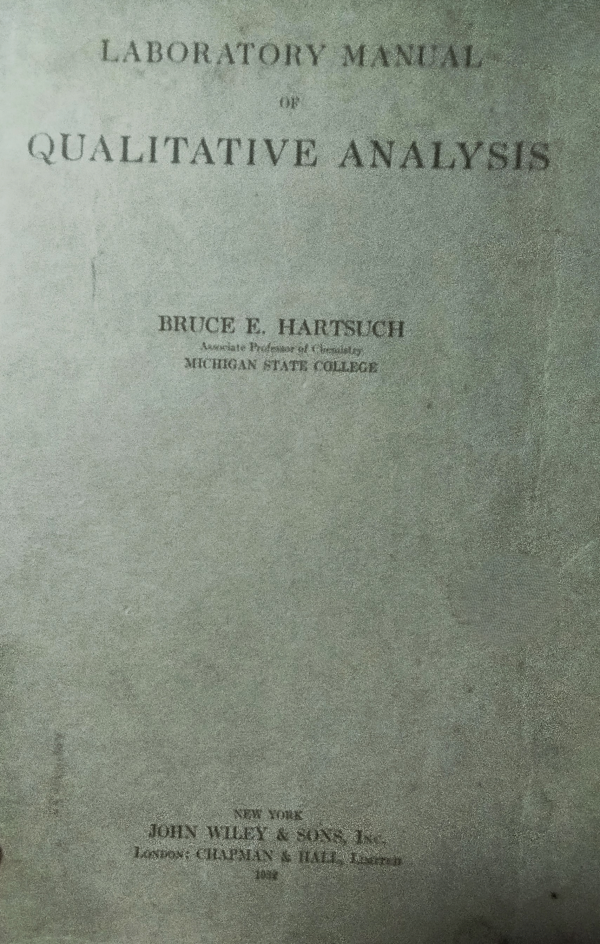 LABORATORY MANUAL
OF
QUALITATIVE ANALYSIS
BRUCE E. HARTSUCH
Associate Professor of Chemistry
MICHIGAN STATE COLLEGE
NEW YORK
JOHN WILEY & SONS, INC.
LONDON: CHAPMAN & HALL, LIMITED
1932